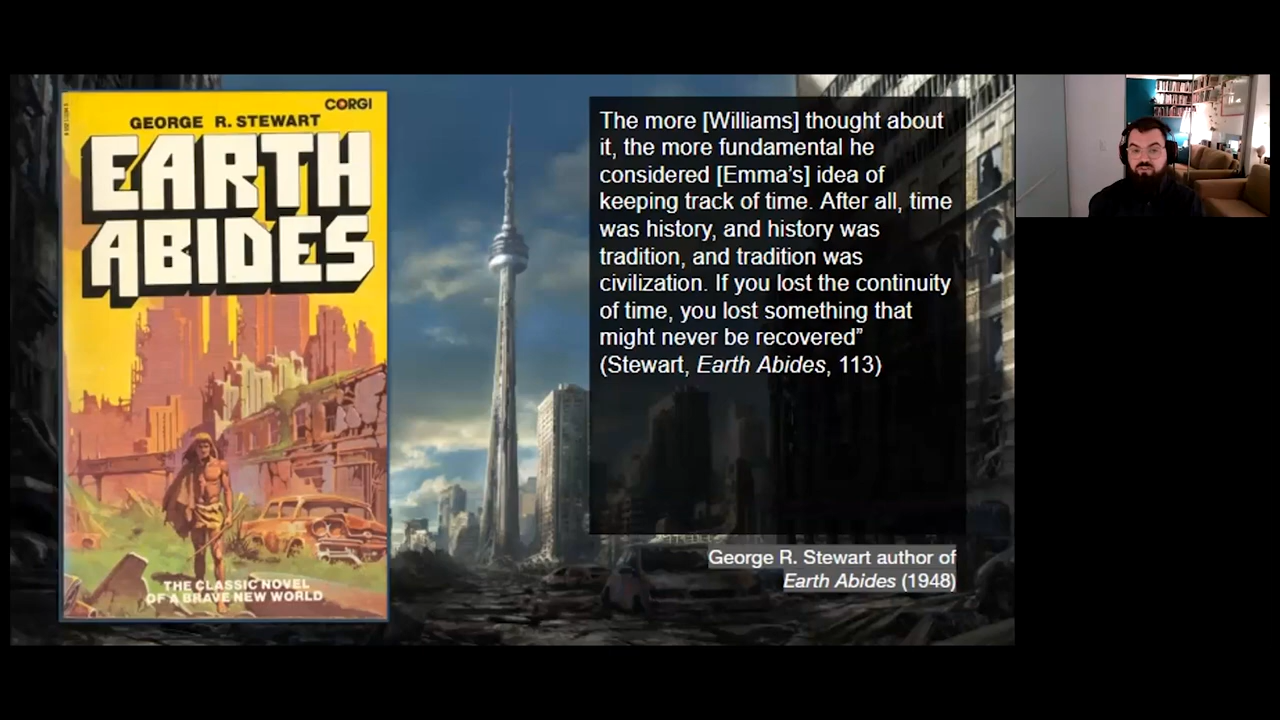 CORGI
GEORGE R. STEWART
EARTH
ABIDES
THE CLASSIC NOVEL
OF A BRAVE NEW WORLD
The more [Williams] thought about
it, the more fundamental he
considered [Emma’s] idea of
keeping track of time. After all, time
was history, and history was
tradition, and tradition was
civilization. If you lost the continuity
of time, you lost something that
might never be recovered”
(Stewart, Earth Abides, 113)
George R. Stewart author of
Earth Abides (1948)